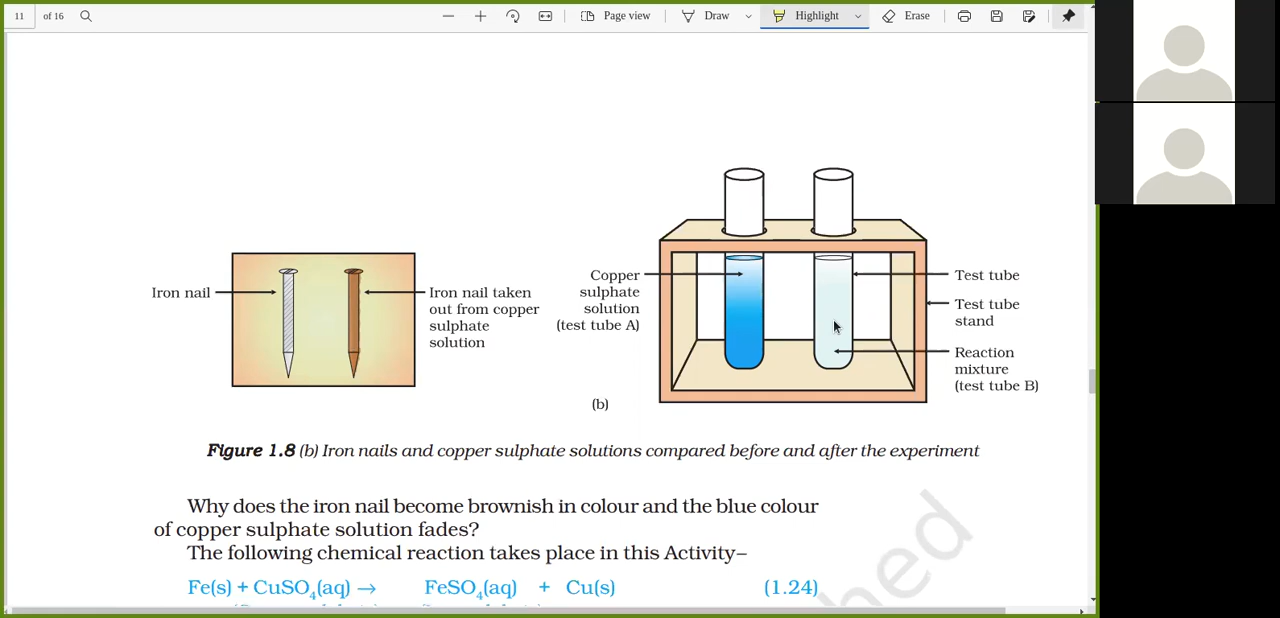 11 of 16 Page view Draw Highlight Erase
Iron nail
Iron nail taken
out from copper
sulphate
solution
Copper
sulphate
solution
(test tube A)
Test tube
Test tube
stand
Reaction
mixture
(test tube B)
(b)
Figure 1.8 (b) Iron nails and copper sulphate solutions compared before and after the experiment
Why does the iron nail become brownish in colour and the blue colour
of copper sulphate solution fades?
The following chemical reaction takes place in this Activity–
Fe(s) + CuSO₄(aq) → FeSO₄(aq) + Cu(s) (1.24)
hed